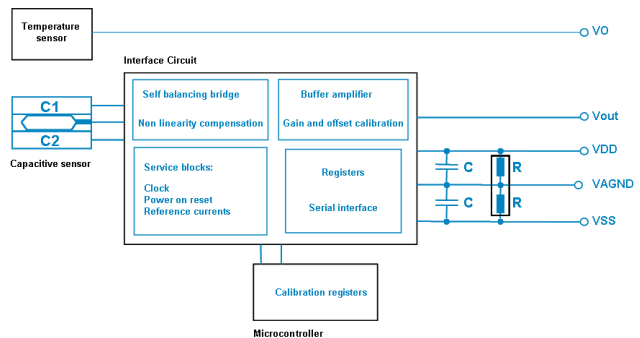 Temperature
sensor
VO
Interface Circuit
Self balancing bridge
Non linearity compensation
Buffer amplifier
Gain and offset calibration
C1
C2
Capacitive sensor
Vout
VDD
Service blocks:
Clock
Power on reset
Reference currents
Registers
Serial interface
C
R
VAGND
C
R
VSS
Calibration registers
Microcontroller